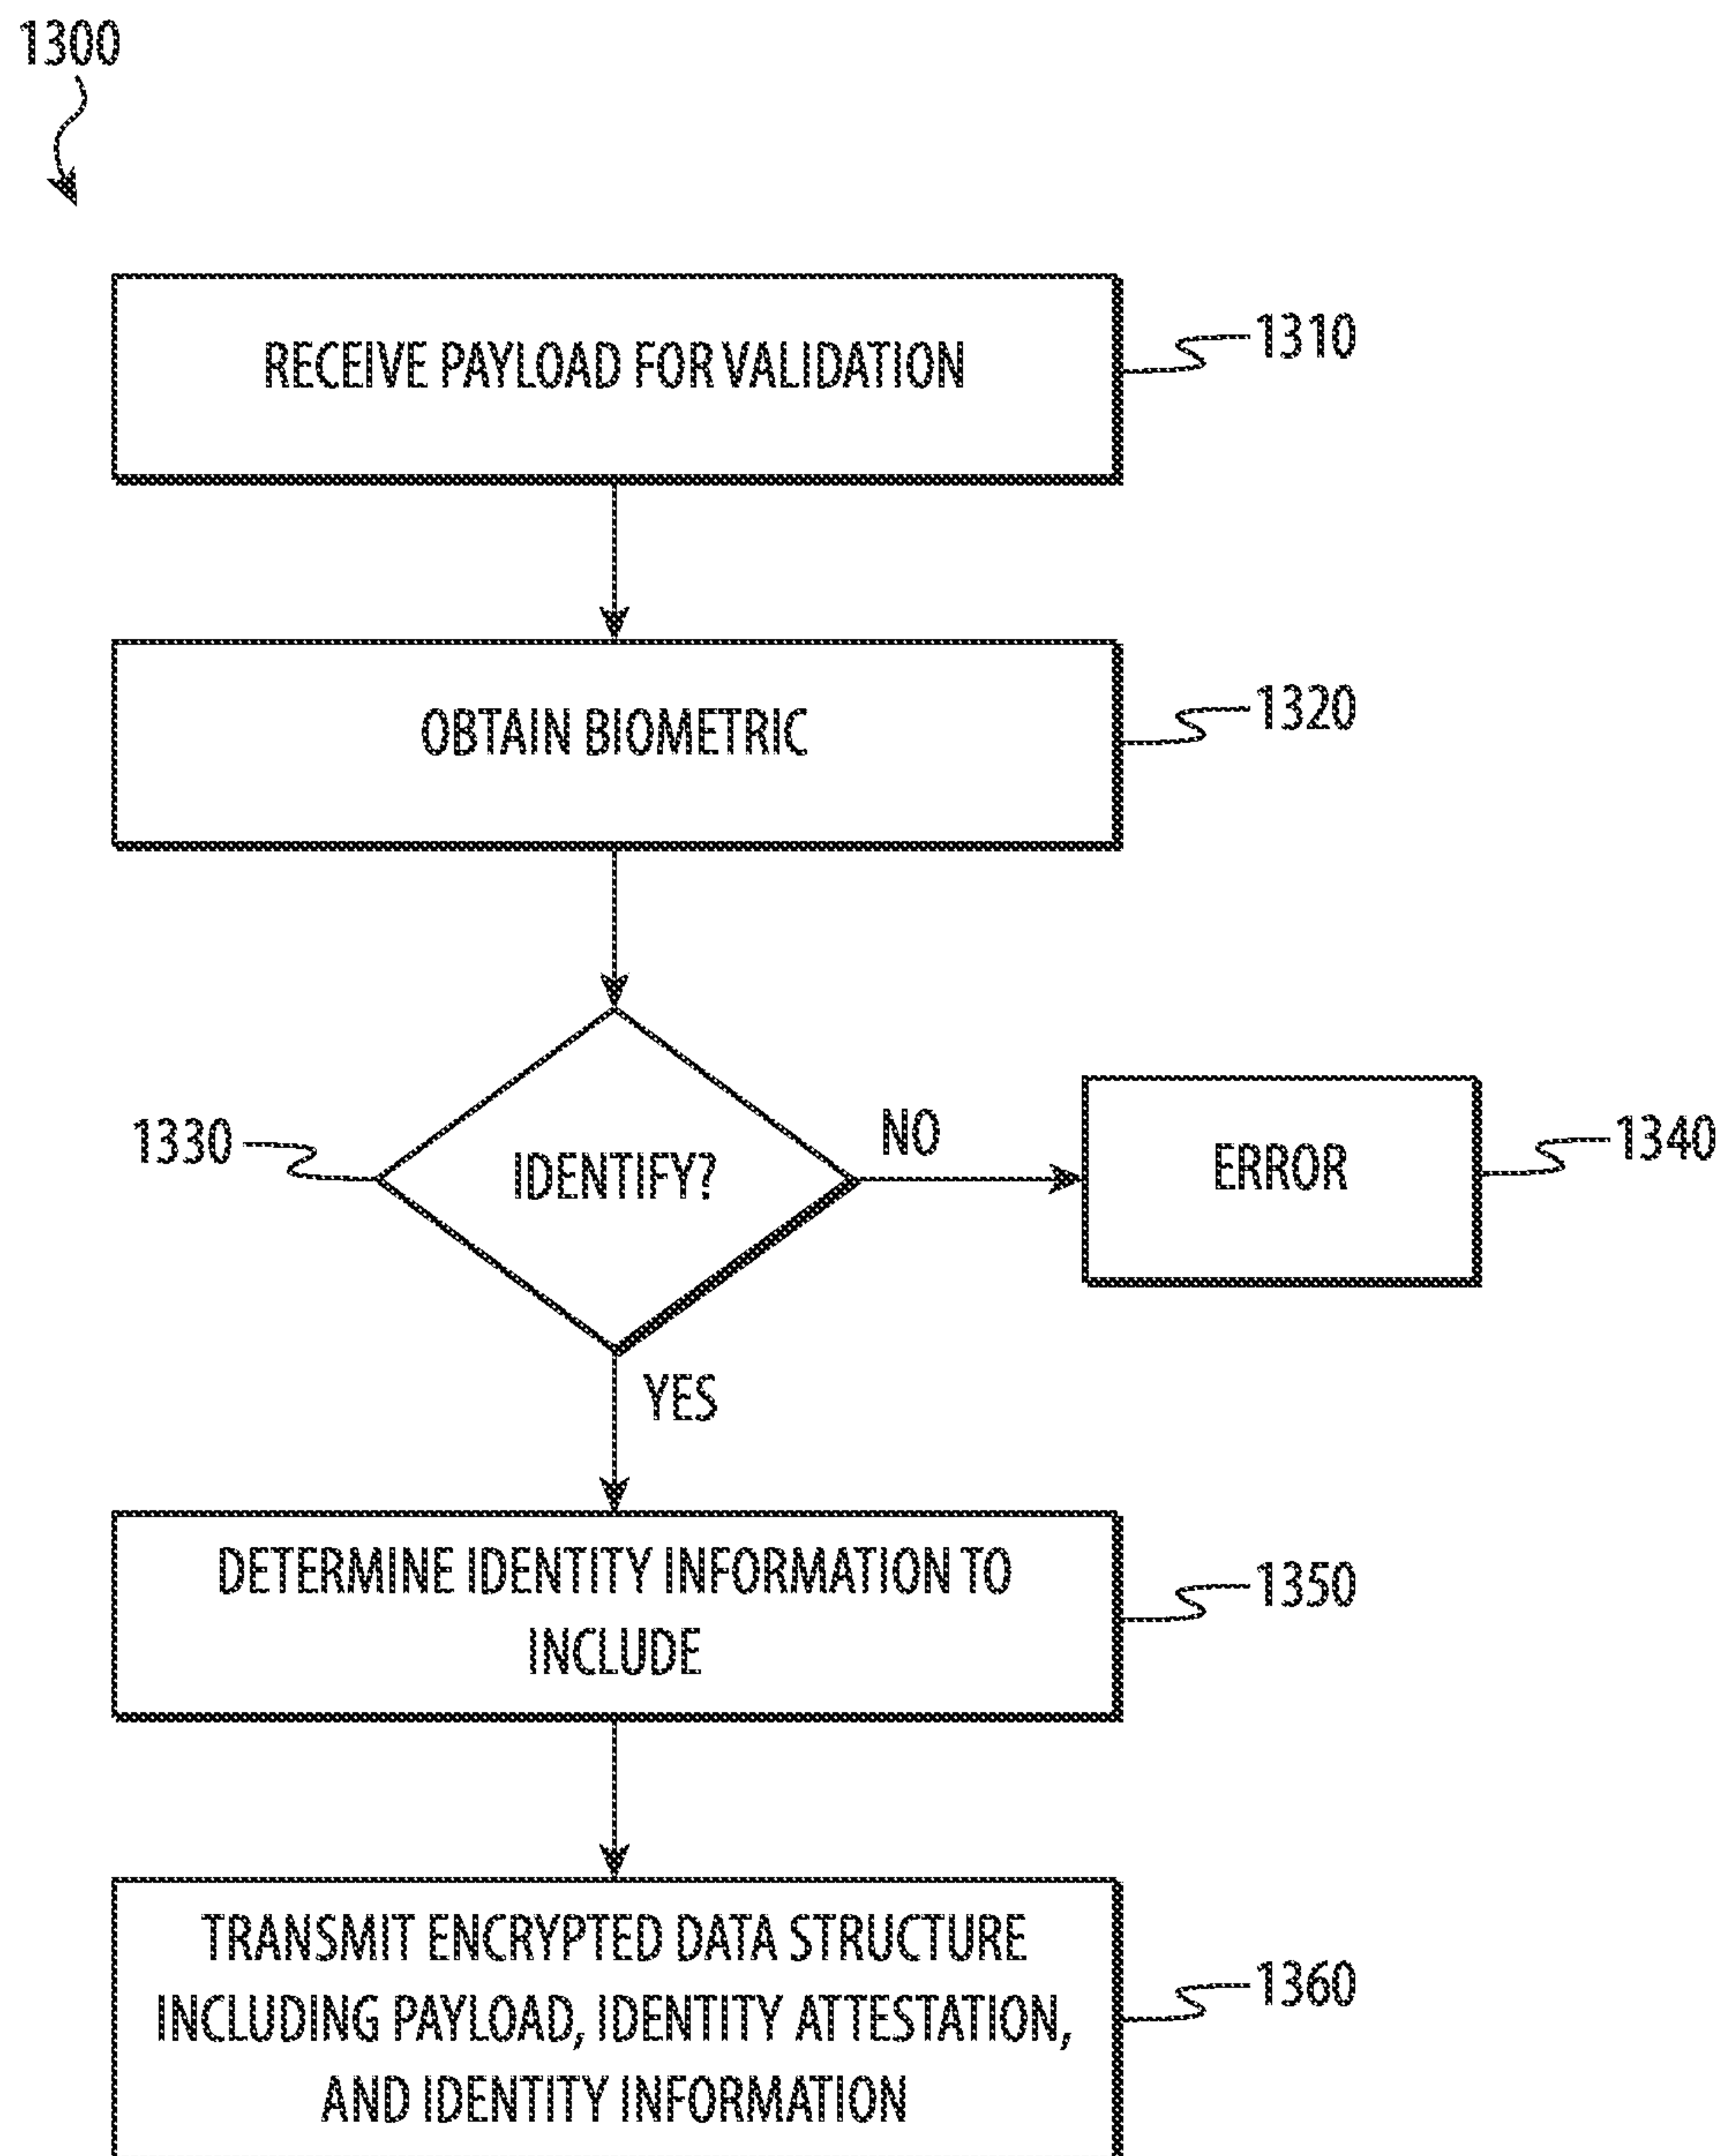 1300
RECEIVE PAYLOAD FOR VALIDATION
1310
OBTAIN BIOMETRIC
1320
1330
IDENTIFY?
NO
ERROR
1340
YES
DETERMINE IDENTITY INFORMATION TO
INCLUDE
1350
TRANSMIT ENCRYPTED DATA STRUCTURE
INCLUDING PAYLOAD, IDENTITY ATTESTATION,
AND IDENTITY INFORMATION
1360